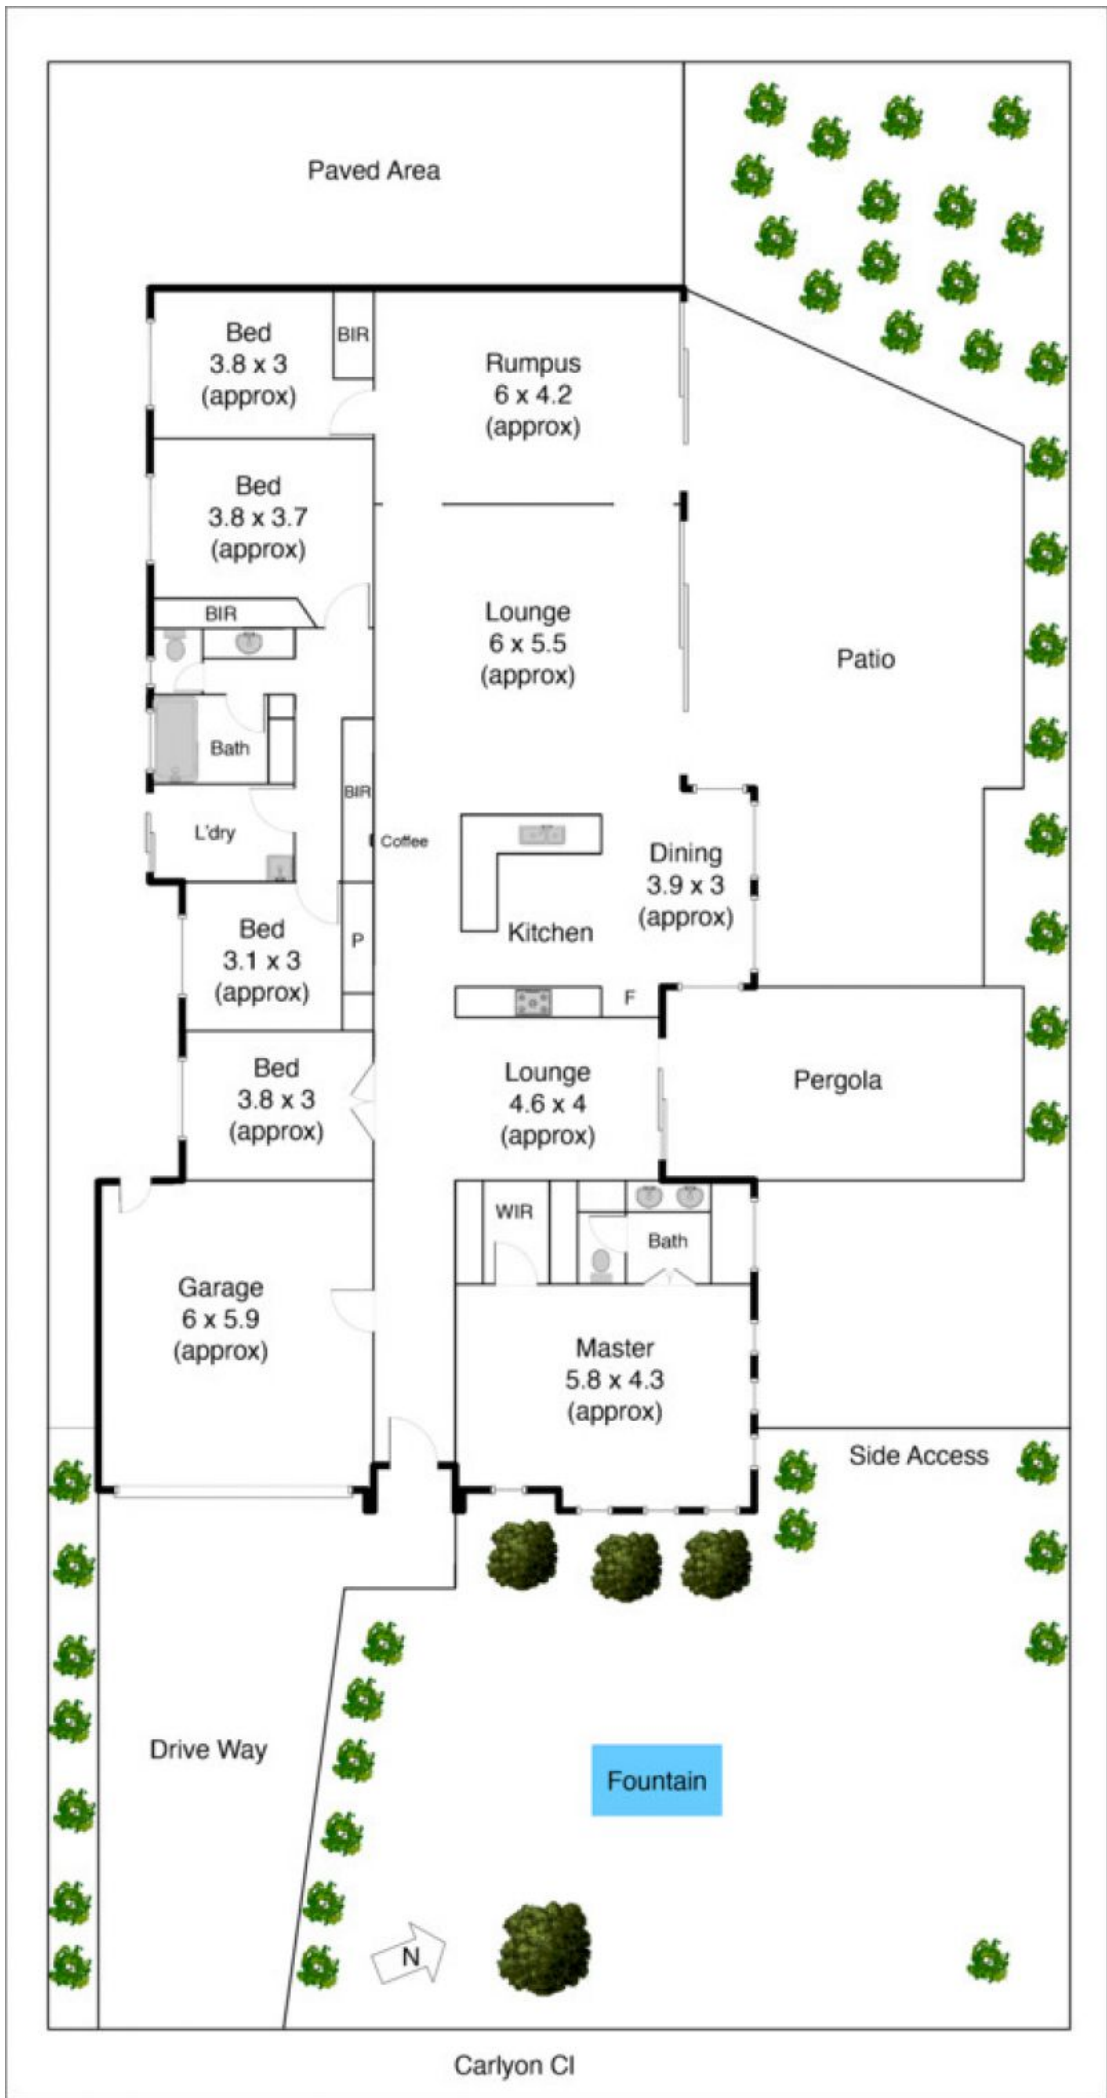 Paved Area
Bed
3.8 x 3
(approx)
BIR
Rumpus
6 x 4.2
(approx)
Bed
3.8 x 3.7
(approx)
BIR
Lounge
6 x 5.5
(approx)
Patio
Bath
BIR
L'dry
Coffee
Dining
3.9 x 3
(approx)
Kitchen
Bed
3.1 x 3
(approx)
P
F
Bed
3.8 x 3
(approx)
Lounge
4.6 x 4
(approx)
Pergola
WIR
Bath
Garage
6 x 5.9
(approx)
Master
5.8 x 4.3
(approx)
Side Access
Drive Way
Fountain
N
Carlyon Cl